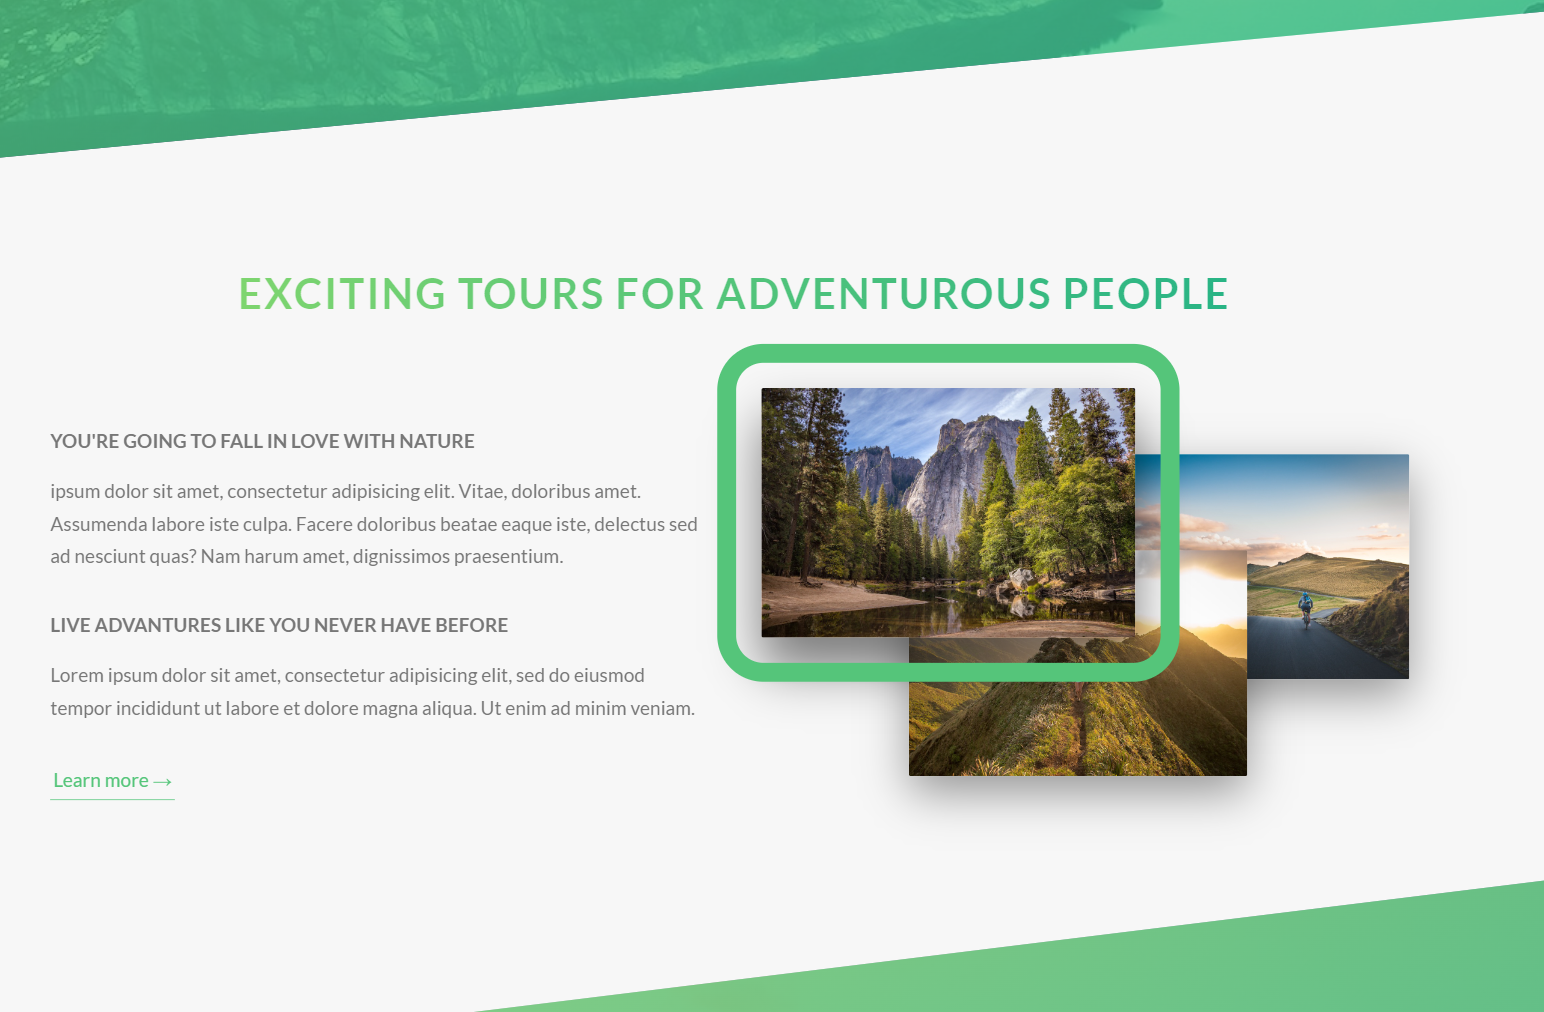 EXCITING TOURS FOR ADVENTUROUS PEOPLE
YOU'RE GOING TO FALL IN LOVE WITH NATURE
ipsum dolor sit amet, consectetur adipisicing elit. Vitae, doloribus amet.
Assumenda labore iste culpa. Facere doloribus beatae eaque iste, delectus sed
ad nesciunt quas? Nam harum amet, dignissimos praesentium.
LIVE ADVANTURES LIKE YOU NEVER HAVE BEFORE
Lorem ipsum dolor sit amet, consectetur adipisicing elit, sed do eiusmod
tempor incididunt ut labore et dolore magna aliqua. Ut enim ad minim veniam.
Learn more →